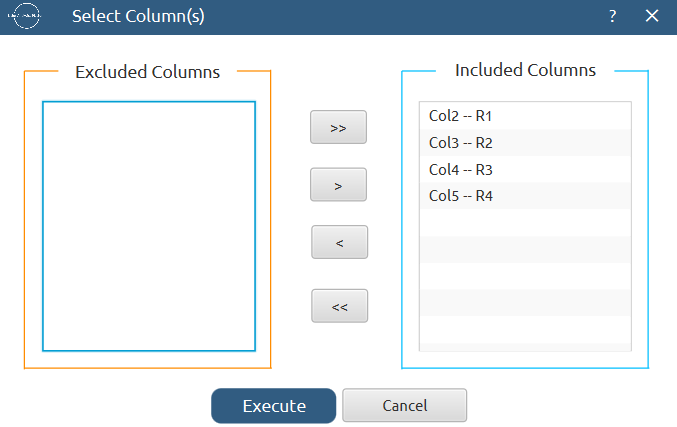 Select Column(s)
?
Excluded Columns
Included Columns
>>
>
<
<<
Col2 -- R1
Col3 -- R2
Col4 -- R3
Col5 -- R4
Execute
Cancel